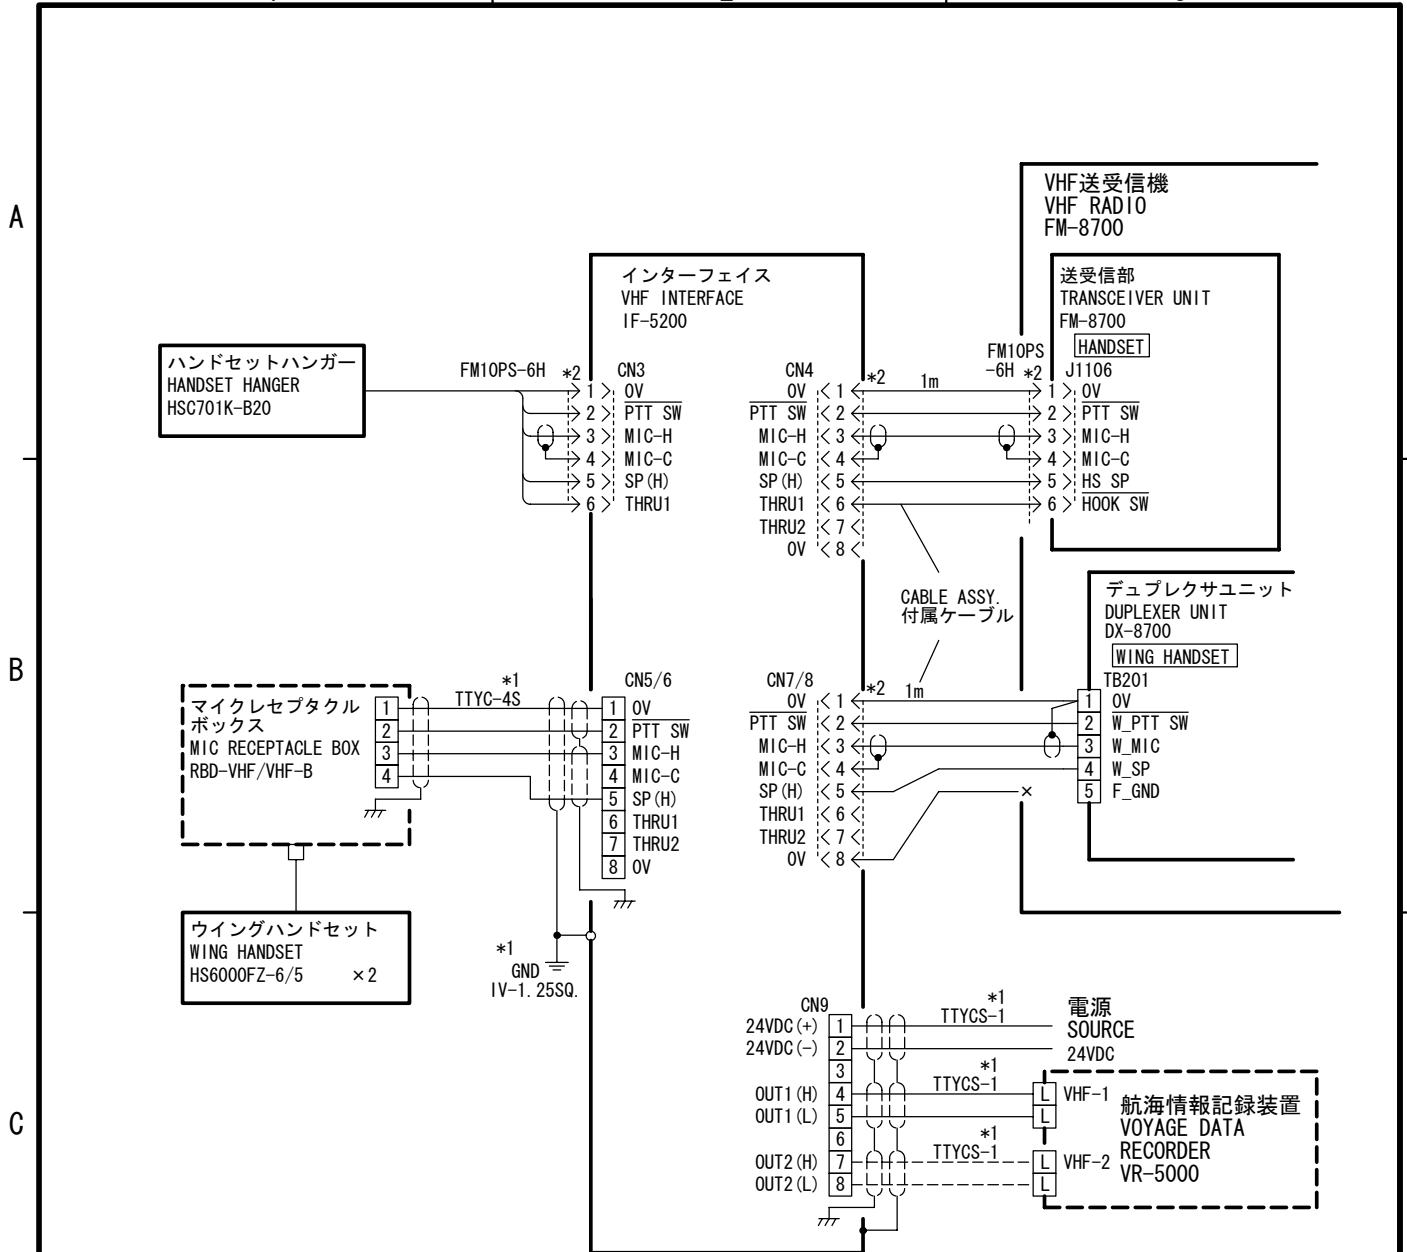 A
B
C
VHF送受信機
VHF RADIO
FM-8700
インターフェイス
VHF INTERFACE
IF-5200
送受信部
TRANSCEIVER UNIT
FM-8700
HANDSET
ハンドセットハンガー
HANDSET HANGER
HSC701K-B20
FM10PS-6H *2 CN3
1 0V
2 PTT SW
3 MIC-H
4 MIC-C
5 SP(H)
6 THRU1
CN4
0V 1 *2 1m
PTT SW 2
MIC-H 3
MIC-C 4
SP(H) 5
THRU1 6
THRU2 7
0V 8
FM10PS
-6H *2 J1106
1 0V
2 PTT SW
3 MIC-H
4 MIC-C
5 HS SP
6 HOOK SW
CABLE ASSY.
付属ケーブル
デュプレクサユニット
DUPLEXER UNIT
DX-8700
WING HANDSET
TB201
1 0V
2 W_PTT SW
3 W_MIC
4 W_SP
5 F_GND
マイクレセプタクル
ボックス
MIC RECEPTACLE BOX
RBD-VHF/VHF-B
1
2
3
4
*1
TTYC-4S
CN5/6
1 0V
2 PTT SW
3 MIC-H
4 MIC-C
5 SP(H)
6 THRU1
7 THRU2
8 0V
CN7/8
0V 1 *2 1m
PTT SW 2
MIC-H 3
MIC-C 4
SP(H) 5 ×
THRU1 6
THRU2 7
0V 8
ウイングハンドセット
WING HANDSET
HS6000FZ-6/5 ×2
*1
GND
IV-1.25SQ.
CN9
24VDC(+) 1
24VDC(-) 2
3
OUT1(H) 4
OUT1(L) 5
6
OUT2(H) 7
OUT2(L) 8
*1
TTYCS-1
*1
TTYCS-1
*1
TTYCS-1
電源
SOURCE
24VDC
L VHF-1
L
L VHF-2
L
航海情報記録装置
VOYAGE DATA
RECORDER
VR-5000